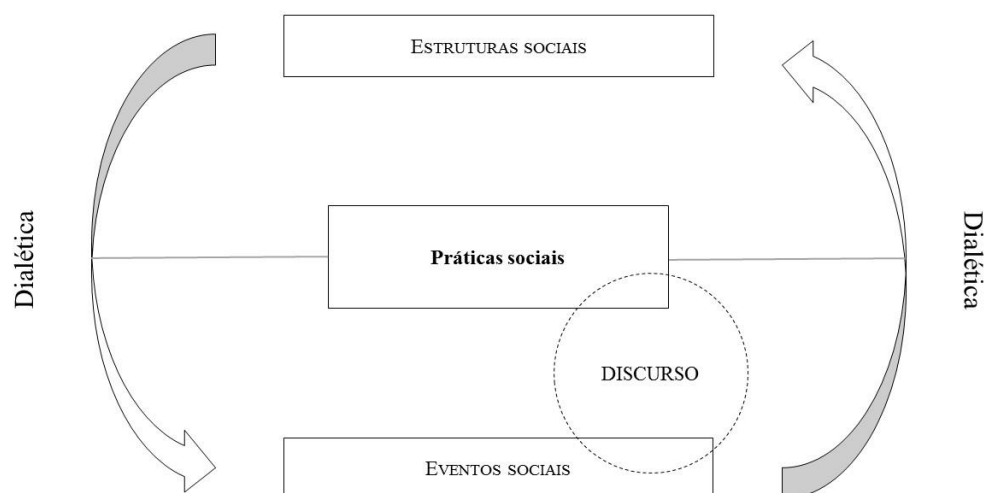 ESTRUTURAS SOCIAIS
Dialética
Práticas sociais
Dialética
DISCURSO
EVENTOS SOCIAIS